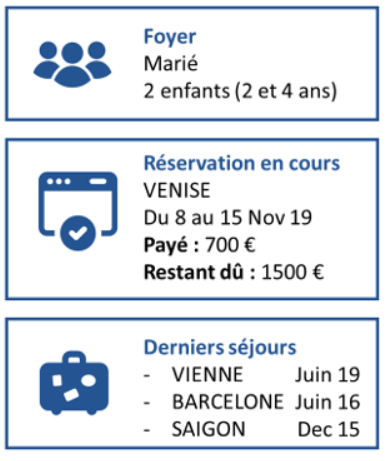 Foyer
Marié
2 enfants (2 et 4 ans)
Réservation en cours
VENISE
Du 8 au 15 Nov 19
Payé : 700 €
Restant dû : 1500 €
Derniers séjours
- VIENNE Juin 19
- BARCELONE Juin 16
- SAIGON Dec 15